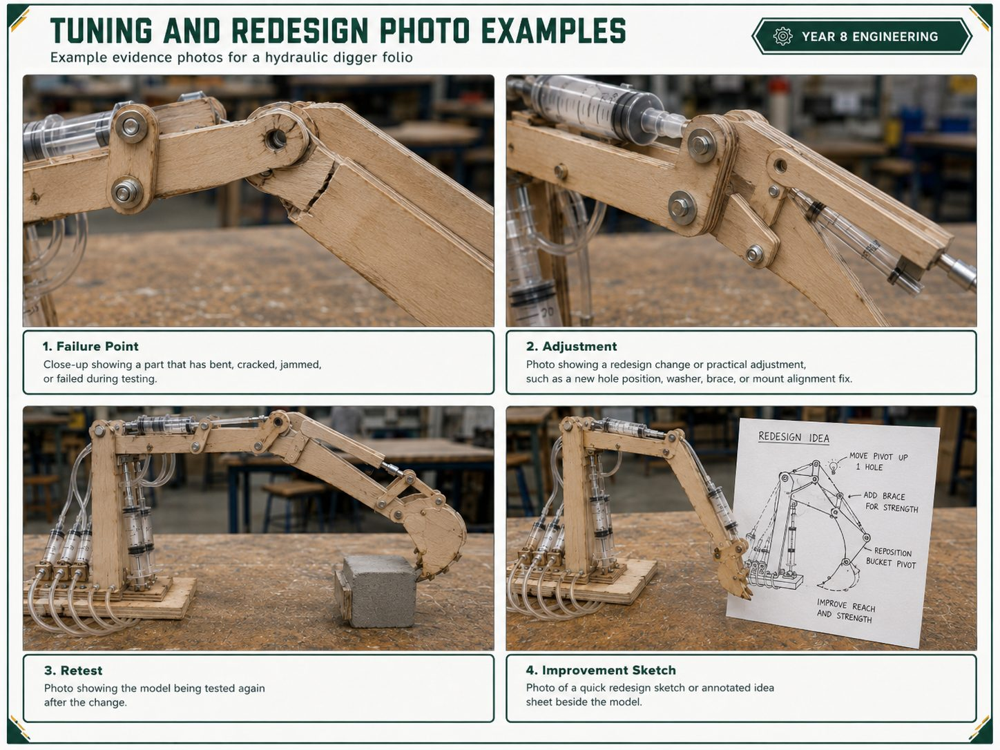 TUNING AND REDESIGN PHOTO EXAMPLES
Example evidence photos for a hydraulic digger folio
YEAR 8 ENGINEERING
1. Failure Point
Close-up showing a part that has bent, cracked, jammed,
or failed during testing.
20
2. Adjustment
Photo showing a redesign change or practical adjustment,
such as a new hole position, washer, brace, or mount alignment fix.
3. Retest
Photo showing the model being tested again
after the change.
REDESIGN IDEA
MOVE PIVOT UP
1 HOLE
ADD BRACE
FOR STRENGTH
REPOSITION
BUCKET PIVOT
IMPROVE REACH
AND STRENGTH
4. Improvement Sketch
Photo of a quick redesign sketch or annotated idea
sheet beside the model.